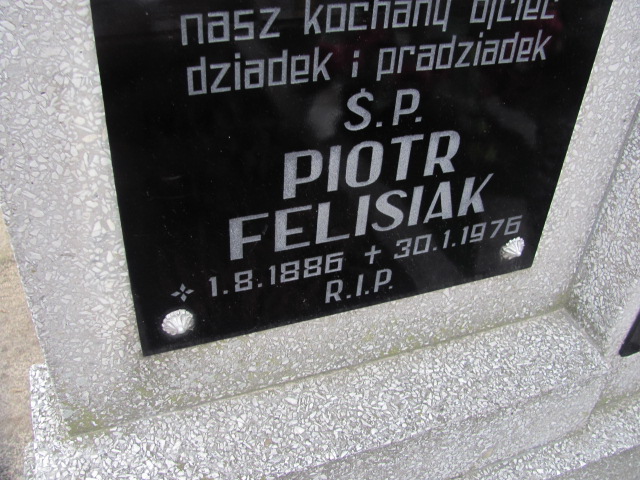 nasz kochany ojciec
dziadek i pradziadek
Ś.P.
PIOTR
FELISIAK
1.8.1886 + 30.1.1976
R.I.P.